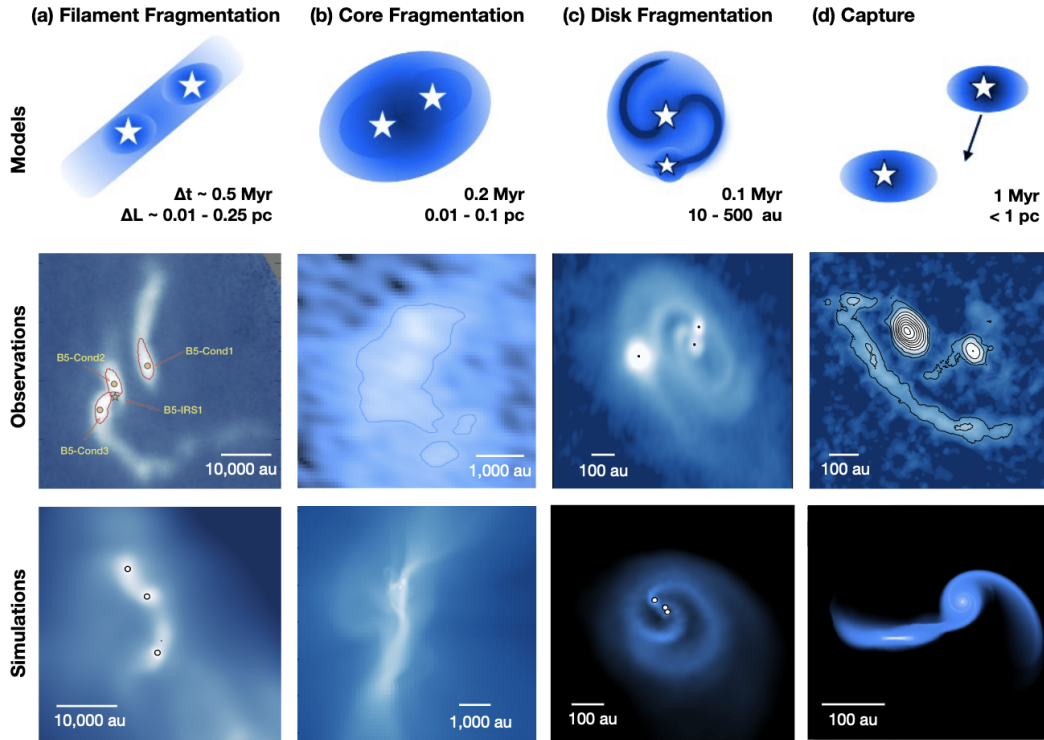 (a) Filament Fragmentation
(b) Core Fragmentation
(c) Disk Fragmentation
(d) Capture
Models
Δt ~ 0.5 Myr
ΔL ~ 0.01 - 0.25 pc
0.2 Myr
0.01 - 0.1 pc
0.1 Myr
10 - 500 au
1 Myr
< 1 pc
Observations
B5-Cond1
B5-Cond2
B5-IRS1
B5-Cond3
10,000 au
1,000 au
100 au
100 au
Simulations
10,000 au
1,000 au
100 au
100 au